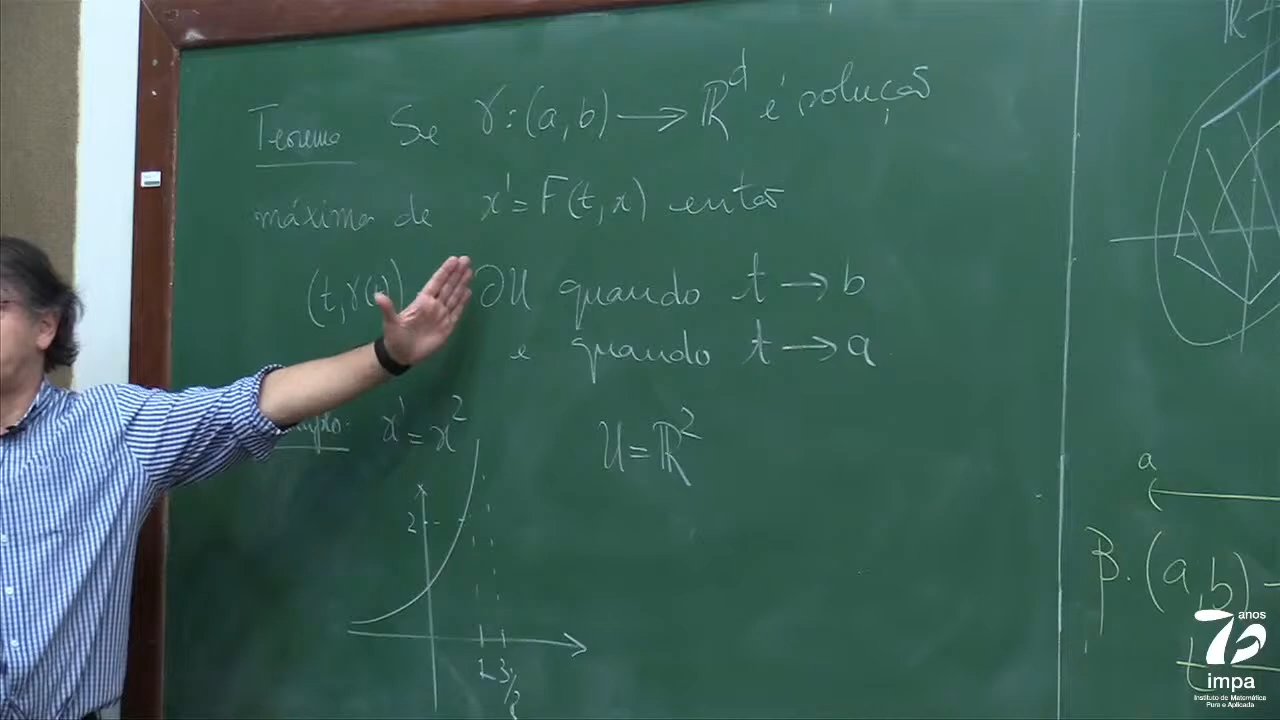 Teorema Se γ:(a,b)⟶ℝ^d é solução
máxima de x'=F(t,x) então
(t,γ(t)) ∂U quando t→b
e quando t→a
x'=x² U=ℝ²
x
2
1 3/2
a
β:(a,b)
t
70 anos
impa
Instituto de Matemática
Pura e Aplicada